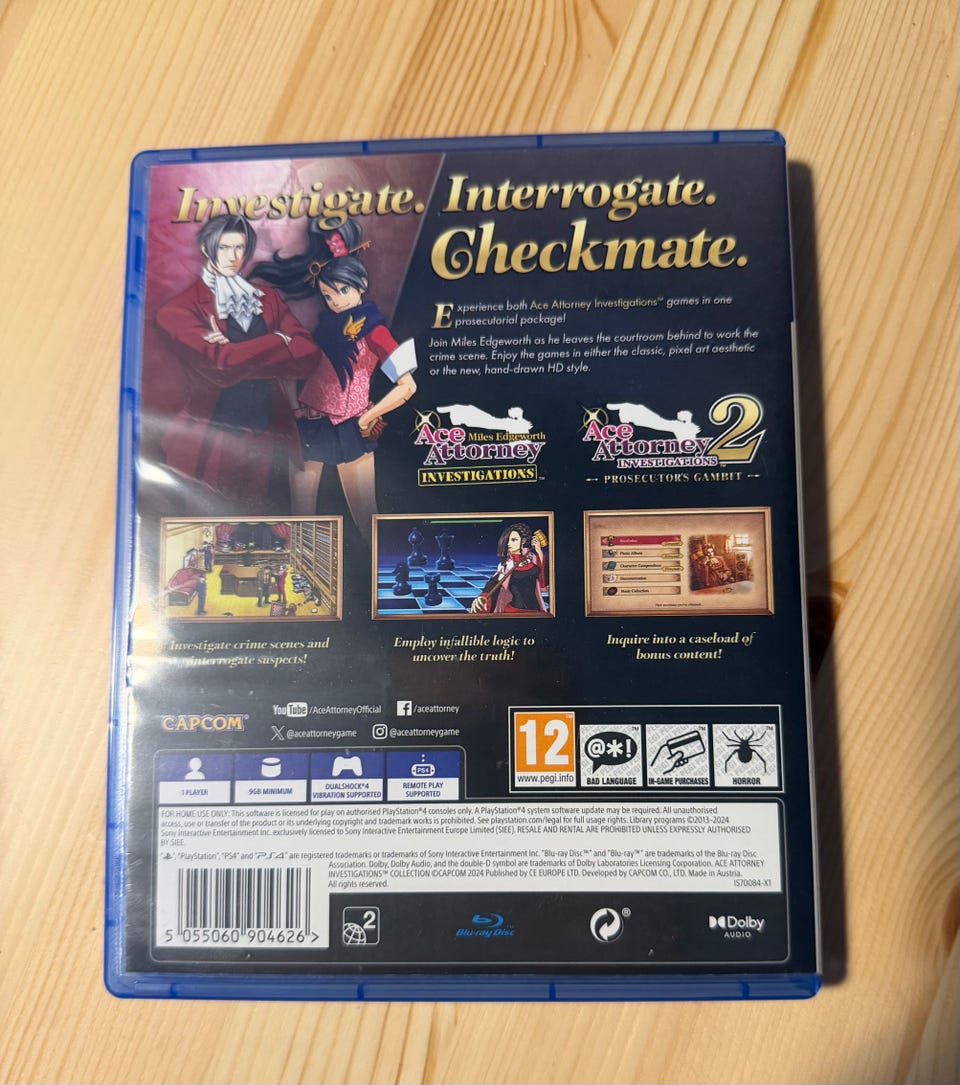 Investigate. Interrogate.
Checkmate.
Experience both Ace Attorney Investigations™ games in one
prosecutorial package!
Join Miles Edgeworth as he leaves the courtroom behind to work the
crime scene. Enjoy the games in either the classic, pixel art aesthetic
or the new, hand-drawn HD style.
Ace Attorney
Miles Edgeworth
INVESTIGATIONS™
Ace Attorney 2
INVESTIGATIONS™
PROSECUTOR'S GAMBIT
Investigate crime scenes and
interrogate suspects!
Employ infallible logic to
uncover the truth!
Inquire into a caseload of
bonus content!
CAPCOM®
YouTube /AceAttorneyOfficial
f /aceattorney
X @aceattorneygame
@aceattorneygame
12™
www.pegi.info
BAD LANGUAGE
IN-GAME PURCHASES
HORROR
@*!
1 PLAYER
9GB MINIMUM
DUALSHOCK®4
VIBRATION SUPPORTED
PS4
REMOTE PLAY
SUPPORTED
FOR HOME USE ONLY: This software is licensed for play on authorised PlayStation®4 consoles only. A PlayStation®4 system software update may be required. All unauthorised
access, use or transfer of the product or its underlying copyright and trademark works is prohibited. See playstation.com/legal for full usage rights. Library programs ©2013–2024
Sony Interactive Entertainment Inc. exclusively licensed to Sony Interactive Entertainment Europe Limited (SIEE). RESALE AND RENTAL ARE PROHIBITED UNLESS EXPRESSLY AUTHORISED
BY SIEE.
"PlayStation", "PS4" and "PS4" are registered trademarks or trademarks of Sony Interactive Entertainment Inc. "Blu-ray Disc™" and "Blu-ray™" are trademarks of the Blu-ray Disc
Association. Dolby, Dolby Audio, and the double-D symbol are trademarks of Dolby Laboratories Licensing Corporation. ACE ATTORNEY
INVESTIGATIONS™ COLLECTION ©CAPCOM 2024 Published by CE EUROPE LTD. Developed by CAPCOM CO., LTD. Made in Austria.
All rights reserved.
IS70084-X1
5 055060 904626 >
2
Blu-ray Disc™
®
Dolby
AUDIO